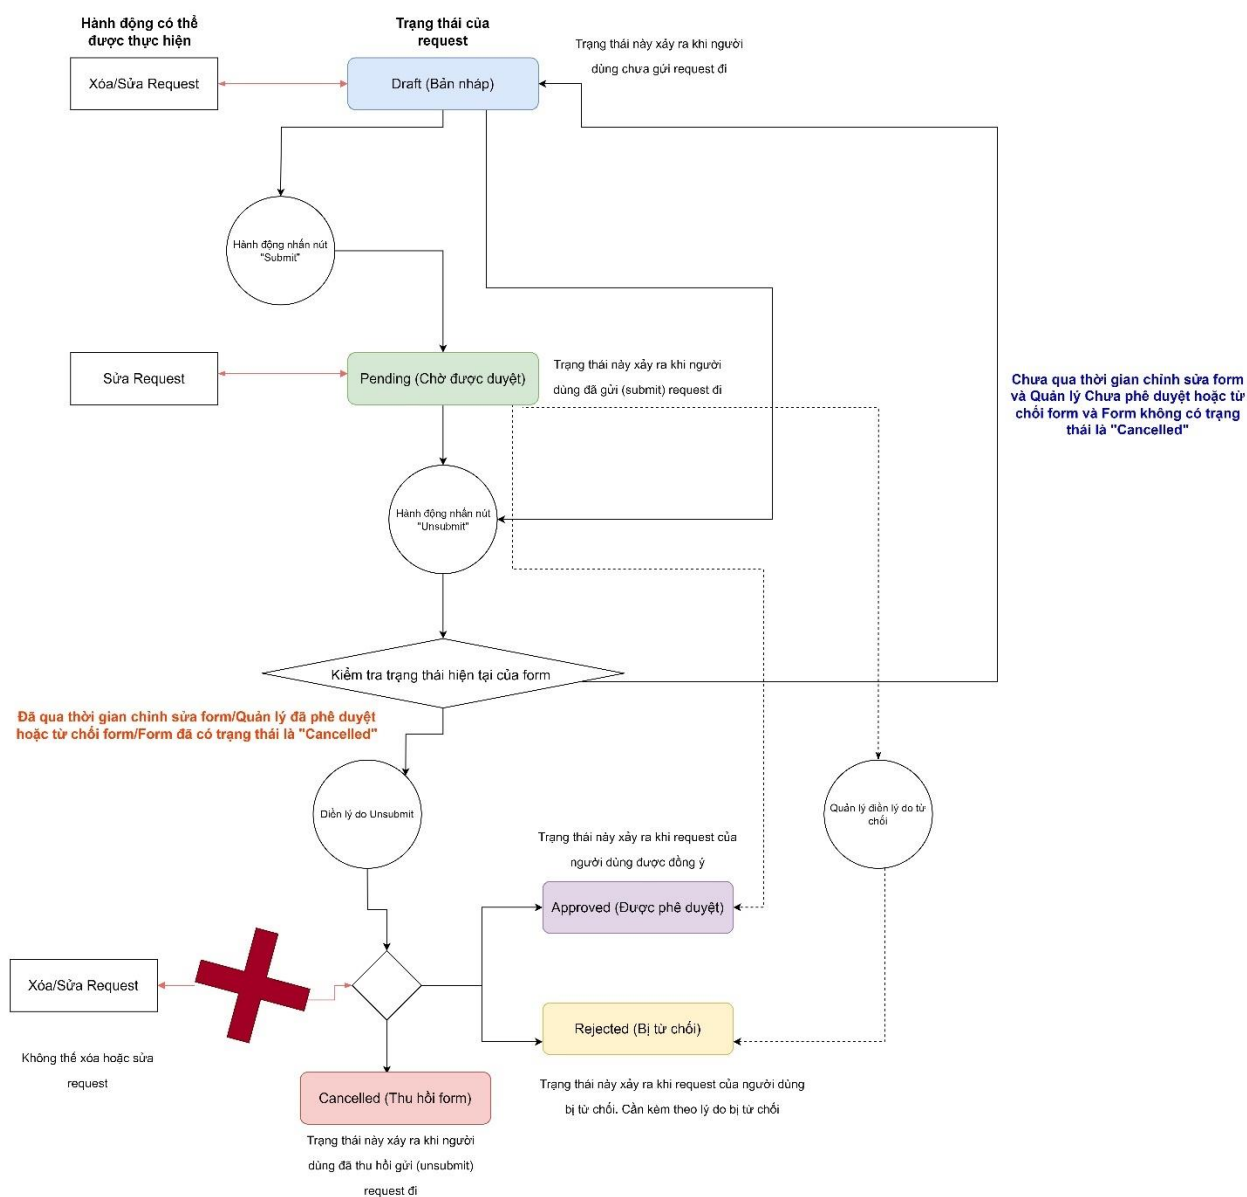 Hành động có thể
được thực hiện
Trạng thái của
request
Trạng thái này xảy ra khi người
dùng chưa gửi request đi
Xóa/Sửa Request
Draft (Bản nháp)
Hành động nhấn nút
"Submit"
Sửa Request
Pending (Chờ được duyệt)
Trạng thái này xảy ra khi người
dùng đã gửi (submit) request đi
Chưa qua thời gian chỉnh sửa form
và Quản lý Chưa phê duyệt hoặc từ
chối form và Form không có trạng
thái là "Cancelled"
Hành động nhấn nút
"Unsubmit"
Kiểm tra trạng thái hiện tại của form
Đã qua thời gian chỉnh sửa form/Quản lý đã phê duyệt
hoặc từ chối form/Form đã có trạng thái là "Cancelled"
Điền lý do Unsubmit
Quản lý điền lý do từ
chối
Trạng thái này xảy ra khi request của
người dùng được đồng ý
Approved (Được phê duyệt)
Xóa/Sửa Request
Rejected (Bị từ chối)
Không thể xóa hoặc sửa
request
Trạng thái này xảy ra khi request của người dùng
bị từ chối. Cần kèm theo lý do bị từ chối
Cancelled (Thu hồi form)
Trạng thái này xảy ra khi người
dùng đã thu hồi gửi (unsubmit)
request đi